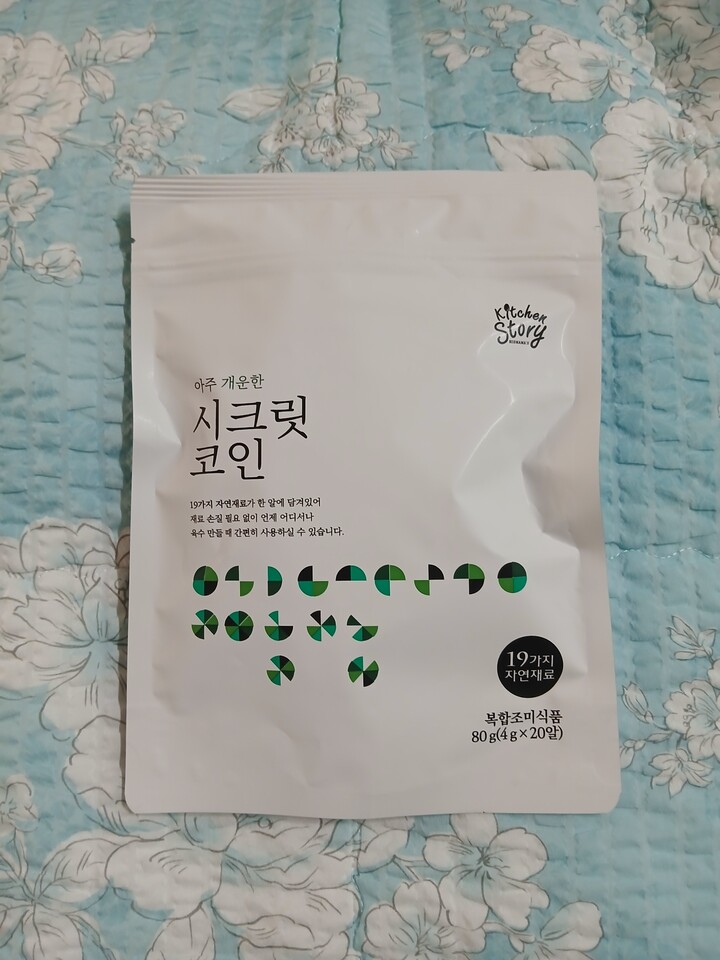 Kitchen
Story
아주 개운한
시크릿
코인
19가지 자연재료가 한 알에 담겨있어
재료 손질 필요 없이 언제 어디서나
육수 만들 때 간편히 사용하실 수 있습니다.
19가지
자연재료
복합조미식품
80g(4g×20알)